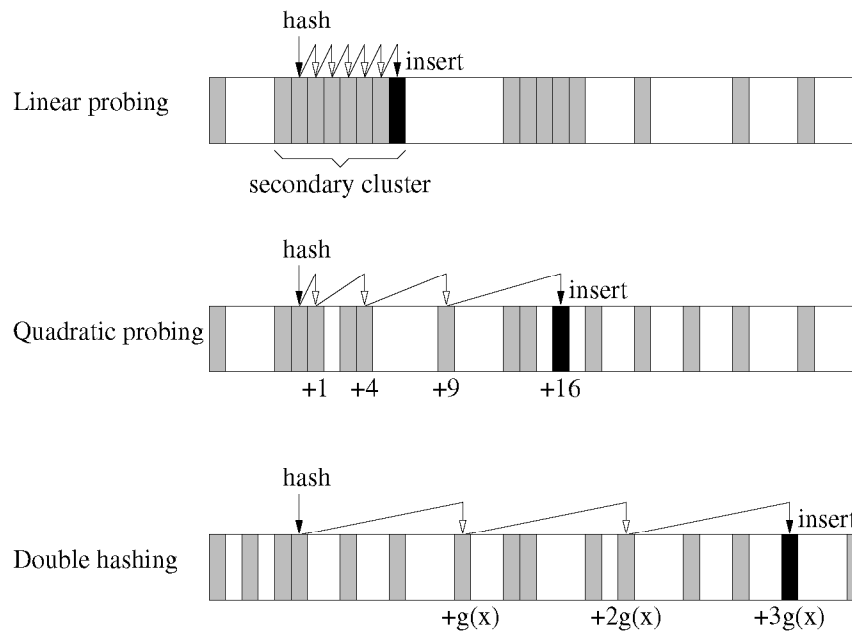 hash
insert
Linear probing
secondary cluster
hash
insert
Quadratic probing
+1 +4 +9 +16
hash
insert
Double hashing
+g(x) +2g(x) +3g(x)